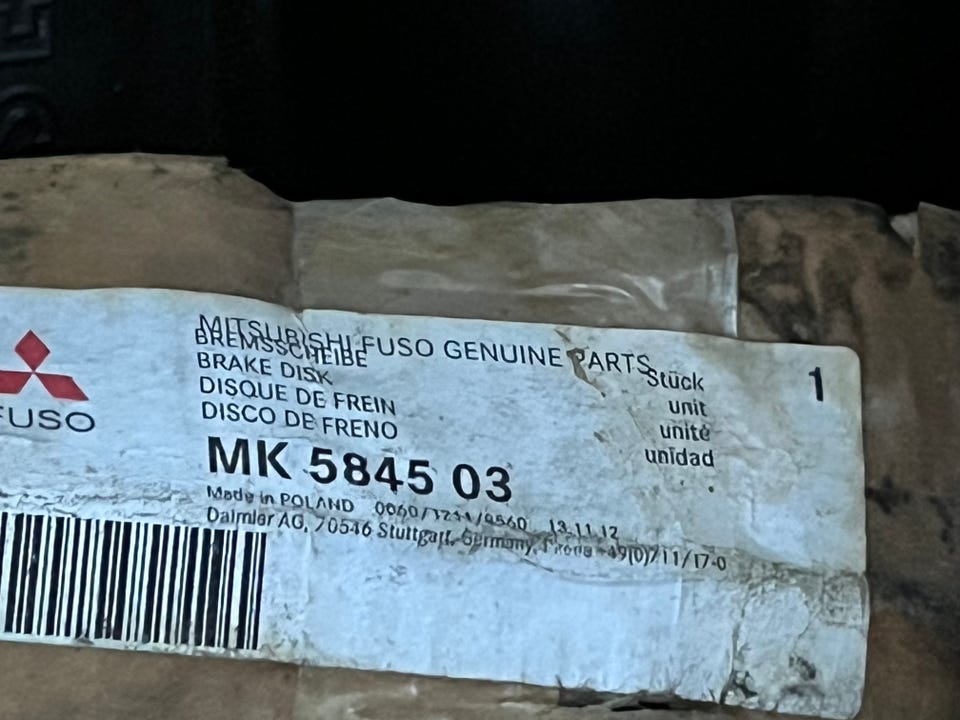 MITSUBISHI FUSO GENUINE PARTS
BREMSSCHEIBE
BRAKE DISK
DISQUE DE FREIN
DISCO DE FRENO
Stück
unit
unité
unidad
1
FUSO
MK 5845 03
Made in POLAND 13.11.12
Daimler AG, 70546 Stuttgart, Germany,